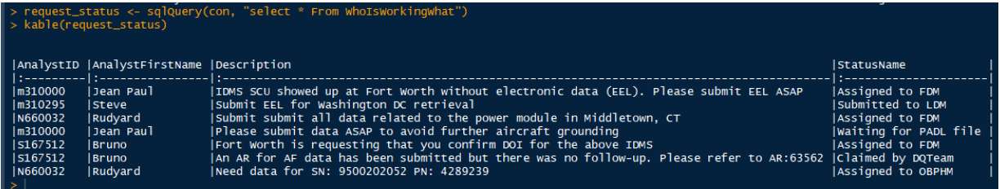 > request_status <- sqlQuery(con, "select * From WhoIsWorkingWhat")
> kable(request_status)
|AnalystID |AnalystFirstName |Description |StatusName |
|:---------|:----------------|:-----------------------------------------------------------------------------------------|:---------------------|
|m310000 |Jean Paul |IDMS SCU showed up at Fort Worth without electronic data (EEL). Please submit EEL ASAP |Assigned to FDM |
|m310295 |Steve |Submit EEL for Washington DC retrieval |Submitted to LDM |
|N660032 |Rudyard |Submit submit all data related to the power module in Middletown, CT |Assigned to FDM |
|m310000 |Jean Paul |Please submit data ASAP to avoid further aircraft grounding |Waiting for PADL file |
|S167512 |Bruno |Fort Worth is requesting that you confirm DOI for the above IDMS |Assigned to FDM |
|S167512 |Bruno |An AR for AF data has been submitted but there was no follow-up. Please refer to AR:63562 |Claimed by DQTeam |
|N660032 |Rudyard |Need data for SN: 9500202052 PN: 4289239 |Assigned to OBPHM |
>